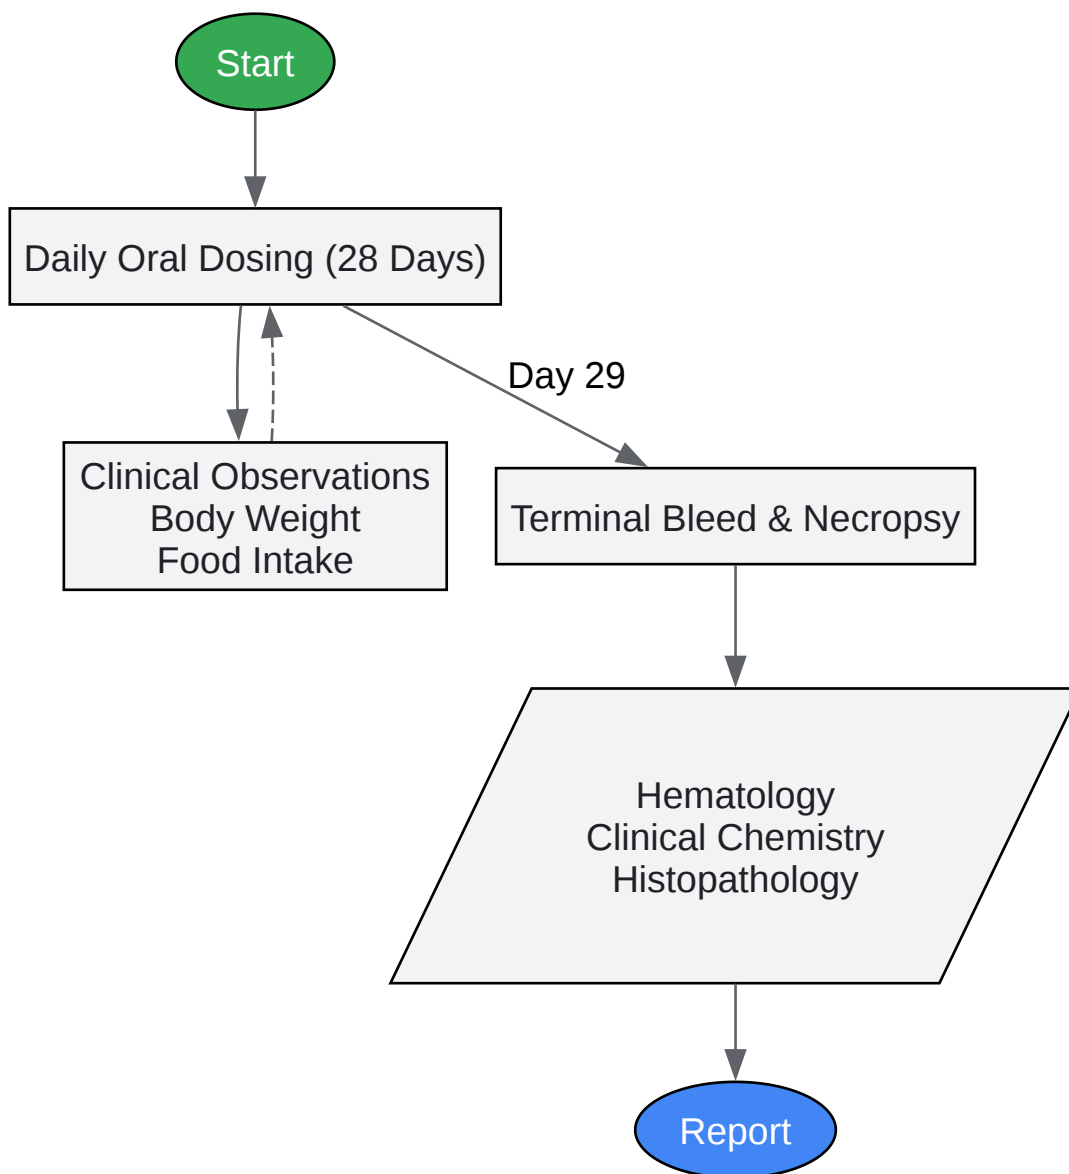 Start
Daily Oral Dosing (28 Days)
Day 29
Clinical Observations
Body Weight
Food Intake
Terminal Bleed & Necropsy
Hematology
Clinical Chemistry
Histopathology
Report